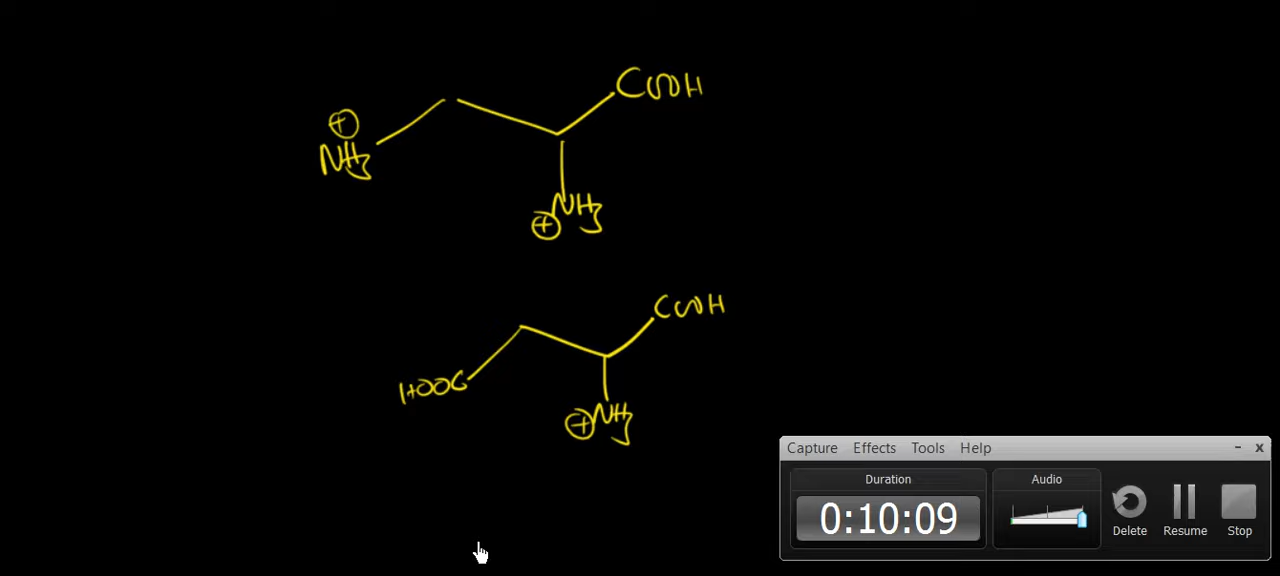 COOH
⊕
NH3
⊕NH3
COOH
HOOC
⊕NH3
Capture Effects Tools Help - x
Duration
Audio
0:10:09
Delete Resume Stop